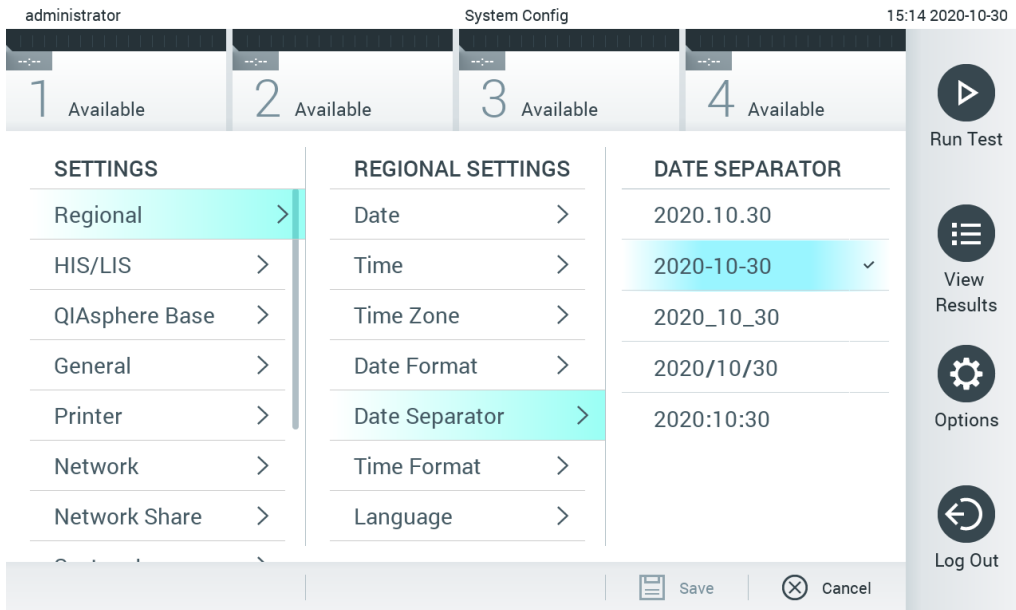 administrator
System Config
15:14 2020-10-30
--:--
--:--
--:--
--:--
1 Available
2 Available
3 Available
4 Available
Run Test
View
Results
Options
Log Out
SETTINGS
Regional
HIS/LIS
QIAsphere Base
General
Printer
Network
Network Share
REGIONAL SETTINGS
Date
Time
Time Zone
Date Format
Date Separator
Time Format
Language
DATE SEPARATOR
2020.10.30
2020-10-30
2020_10_30
2020/10/30
2020:10:30
Save
Cancel